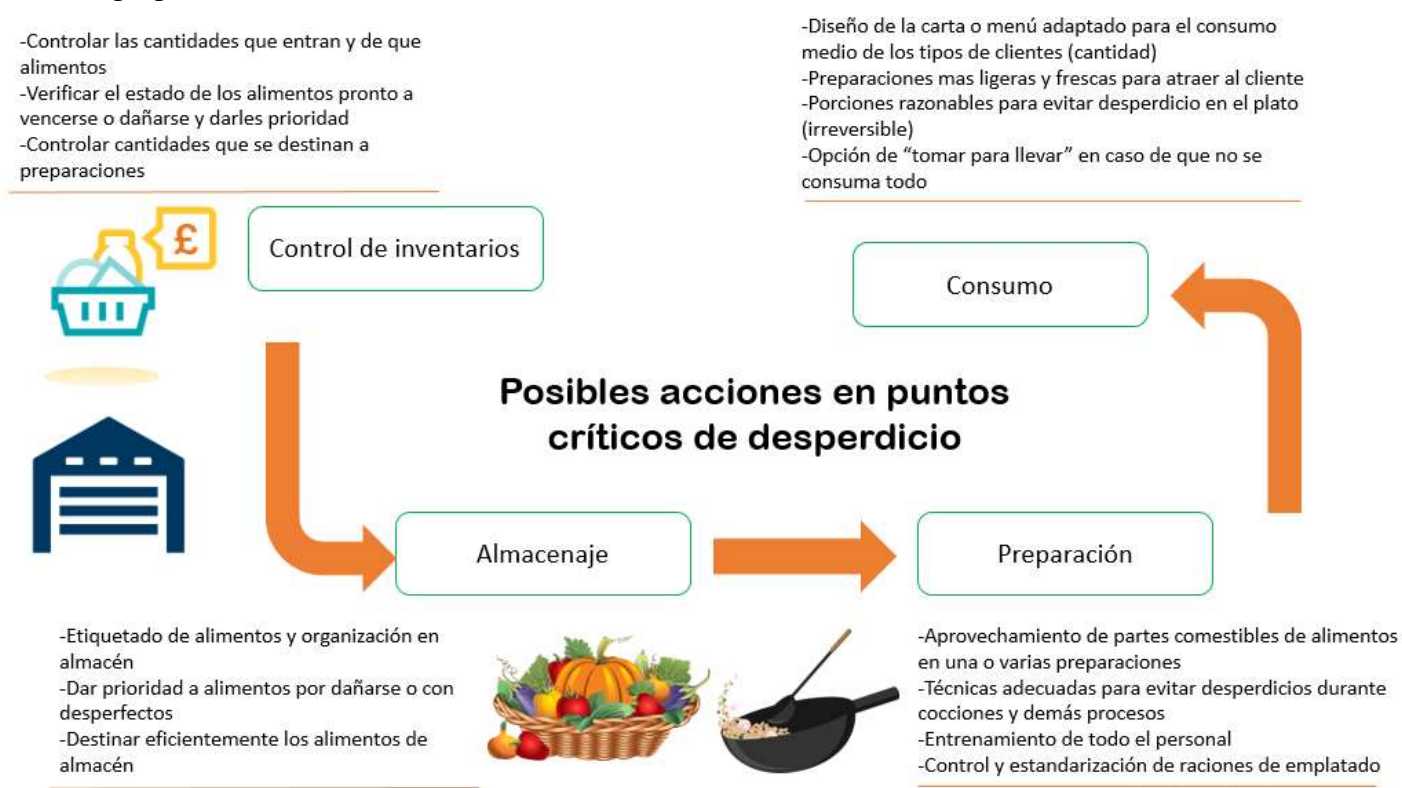 -Controlar las cantidades que entran y de que
alimentos
-Verificar el estado de los alimentos pronto a
vencerse o dañarse y darles prioridad
-Controlar cantidades que se destinan a
preparaciones
£
Control de inventarios
-Diseño de la carta o menú adaptado para el consumo
medio de los tipos de clientes (cantidad)
-Preparaciones mas ligeras y frescas para atraer al cliente
-Porciones razonables para evitar desperdicio en el plato
(irreversible)
-Opción de “tomar para llevar” en caso de que no se
consuma todo
Consumo
Posibles acciones en puntos
críticos de desperdicio
Almacenaje
Preparación
-Etiquetado de alimentos y organización en
almacén
-Dar prioridad a alimentos por dañarse o con
desperfectos
-Destinar eficientemente los alimentos de
almacén
-Aprovechamiento de partes comestibles de alimentos
en una o varias preparaciones
-Técnicas adecuadas para evitar desperdicios durante
cocciones y demás procesos
-Entrenamiento de todo el personal
-Control y estandarización de raciones de emplatado